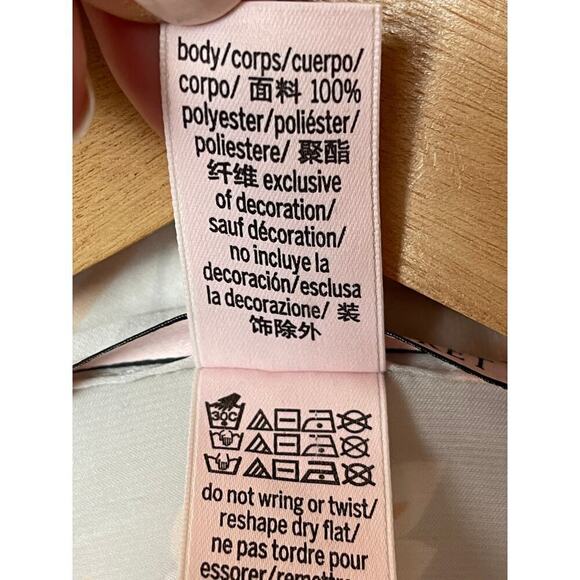 body/corps/cuerpo/
corpo/ 面料 100%
polyester/poliéster/
poliestere/ 聚酯
纤维 exclusive
of decoration/
sauf décoration/
no incluye la
decoración/esclusa
la decorazione/ 装
饰除外
30C
do not wring or twist/
reshape dry flat/
ne pas tordre pour
essorer/remettre